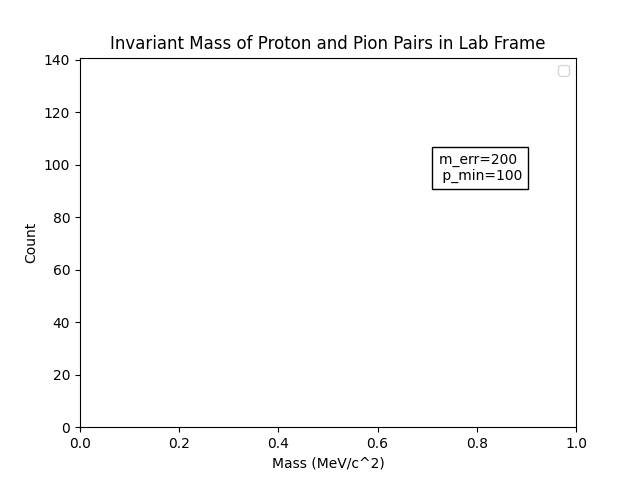 Invariant Mass of Proton and Pion Pairs in Lab Frame
140
120
100
80
60
40
20
0
Count
m_err=200
p_min=100
0.0 0.2 0.4 0.6 0.8 1.0
Mass (MeV/c^2)